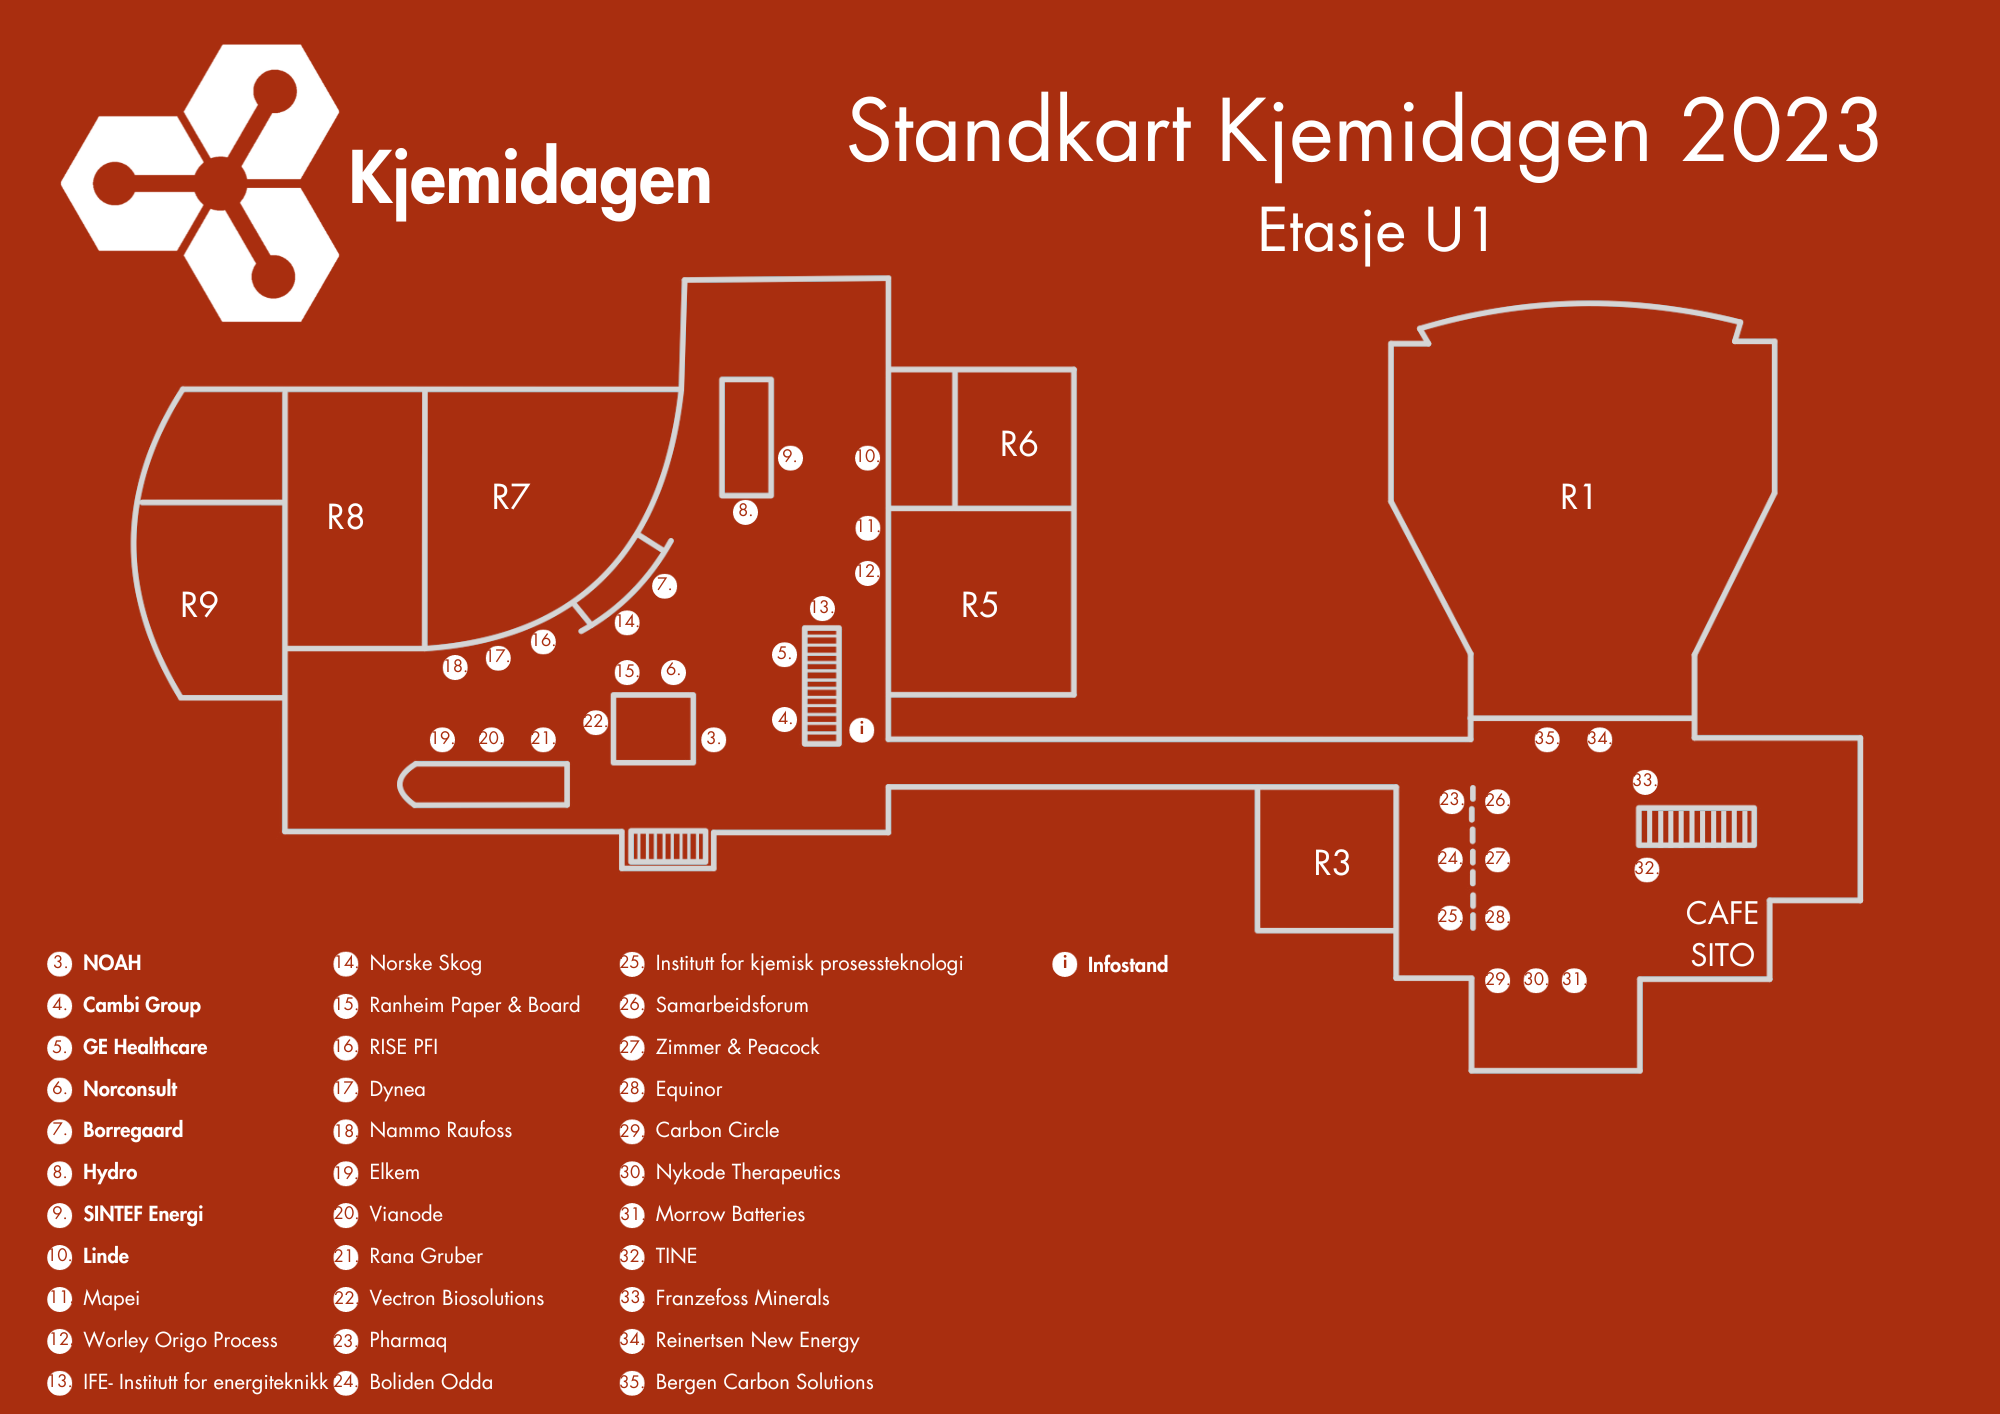 Kjemidagen
Standkart Kjemidagen 2023
Etasje U1
R9
R8
R7
R6
R5
R1
R3
CAFE
SITO
9.
10.
8.
11.
12.
7.
13.
14.
16.
17.
18.
5.
15.
6.
4.
22.
i
19.
20.
21.
3.
35.
34.
33.
23.
26.
24.
27.
32.
25.
28.
29.
30.
31.
3. NOAH
4. Cambi Group
5. GE Healthcare
6. Norconsult
7. Borregaard
8. Hydro
9. SINTEF Energi
10. Linde
11. Mapei
12. Worley Origo Process
13. IFE- Institutt for energiteknikk
14. Norske Skog
15. Ranheim Paper & Board
16. RISE PFI
17. Dynea
18. Nammo Raufoss
19. Elkem
20. Vianode
21. Rana Gruber
22. Vectron Biosolutions
23. Pharmaq
24. Boliden Odda
25. Institutt for kjemisk prosessteknologi
26. Samarbeidsforum
27. Zimmer & Peacock
28. Equinor
29. Carbon Circle
30. Nykode Therapeutics
31. Morrow Batteries
32. TINE
33. Franzefoss Minerals
34. Reinertsen New Energy
35. Bergen Carbon Solutions
i Infostand